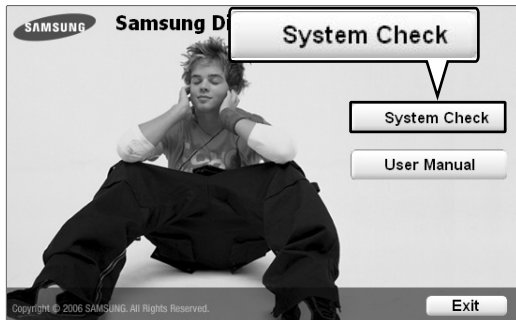 SAMSUNG
Samsung Di
System Check
System Check
User Manual
Copyright © 2006 SAMSUNG. All Rights Reserved.
Exit